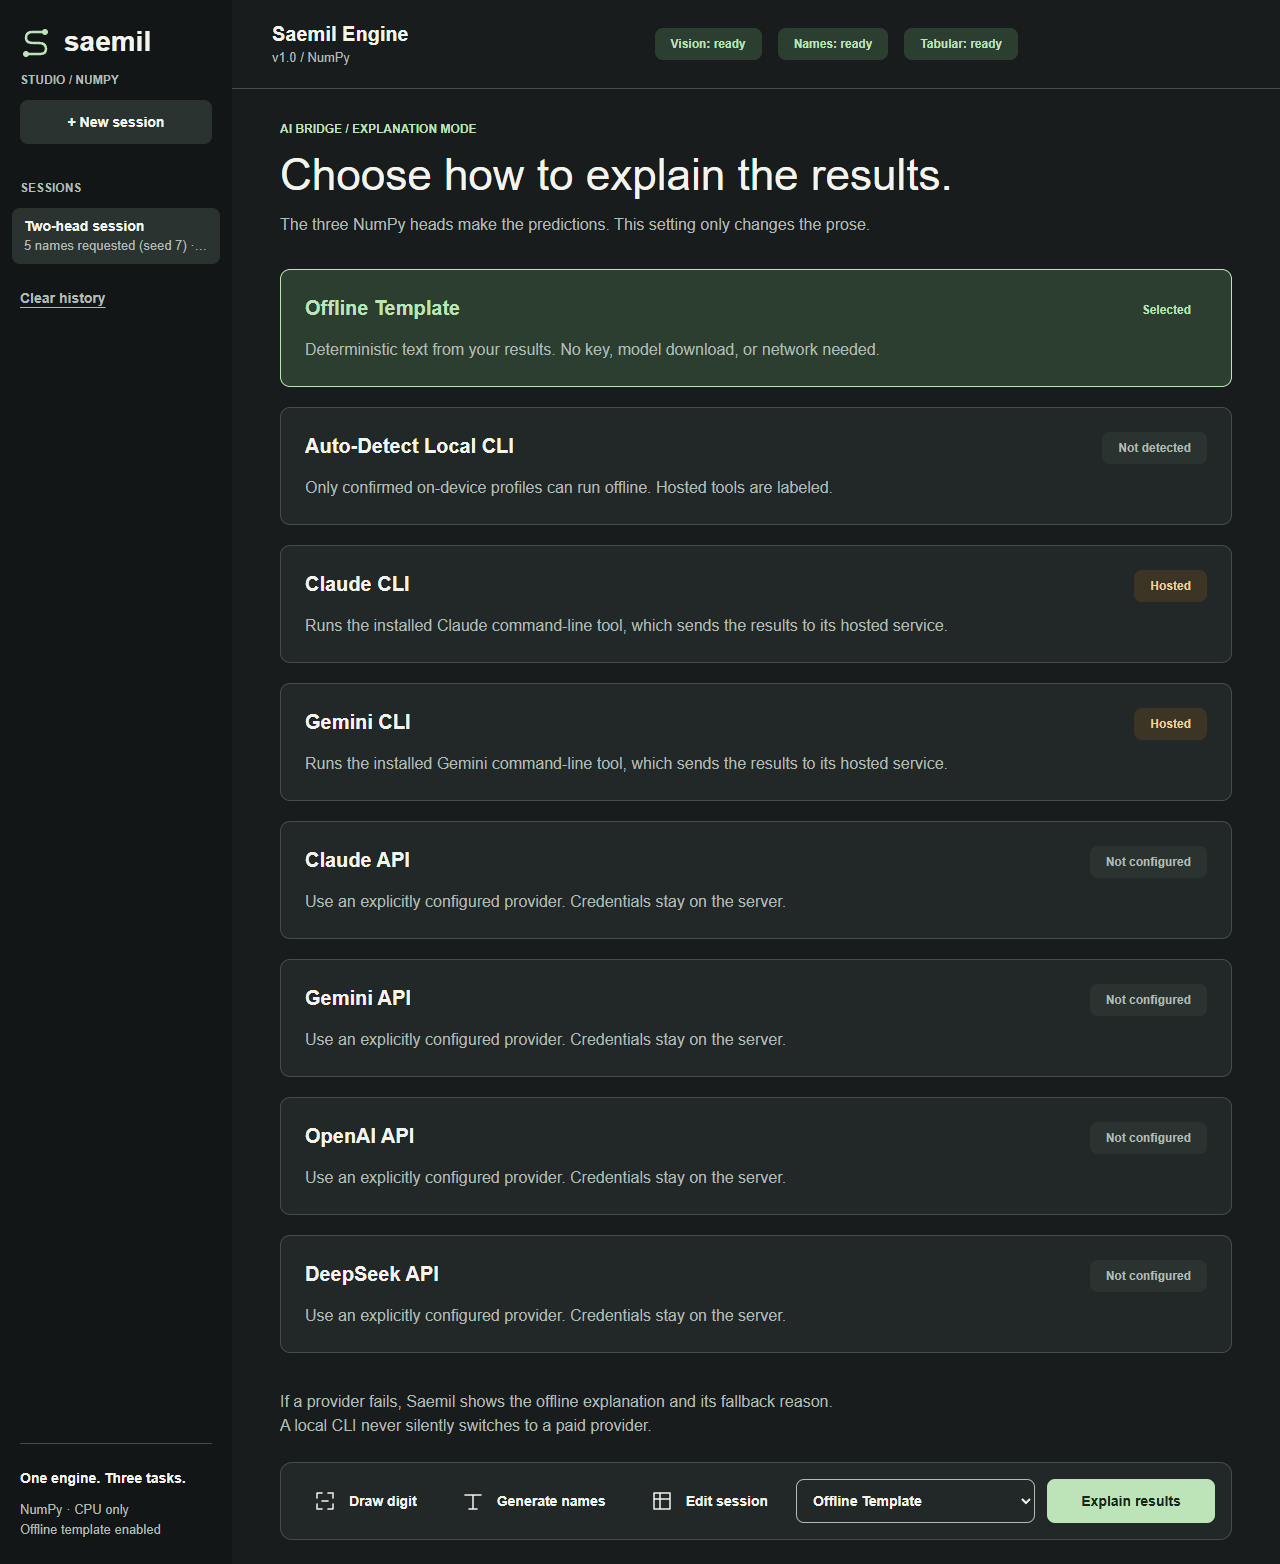 saemil
STUDIO / NUMPY
+ New session
SESSIONS
Two-head session
5 names requested (seed 7) ·...
Clear history
One engine. Three tasks.
NumPy · CPU only
Offline template enabled
Saemil Engine
v1.0 / NumPy
Vision: ready
Names: ready
Tabular: ready
AI BRIDGE / EXPLANATION MODE
Choose how to explain the results.
The three NumPy heads make the predictions. This setting only changes the prose.
Offline Template
Selected
Deterministic text from your results. No key, model download, or network needed.
Auto-Detect Local CLI
Not detected
Only confirmed on-device profiles can run offline. Hosted tools are labeled.
Claude CLI
Hosted
Runs the installed Claude command-line tool, which sends the results to its hosted service.
Gemini CLI
Hosted
Runs the installed Gemini command-line tool, which sends the results to its hosted service.
Claude API
Not configured
Use an explicitly configured provider. Credentials stay on the server.
Gemini API
Not configured
Use an explicitly configured provider. Credentials stay on the server.
OpenAI API
Not configured
Use an explicitly configured provider. Credentials stay on the server.
DeepSeek API
Not configured
Use an explicitly configured provider. Credentials stay on the server.
If a provider fails, Saemil shows the offline explanation and its fallback reason.
A local CLI never silently switches to a paid provider.
Draw digit
Generate names
Edit session
Offline Template
Explain results